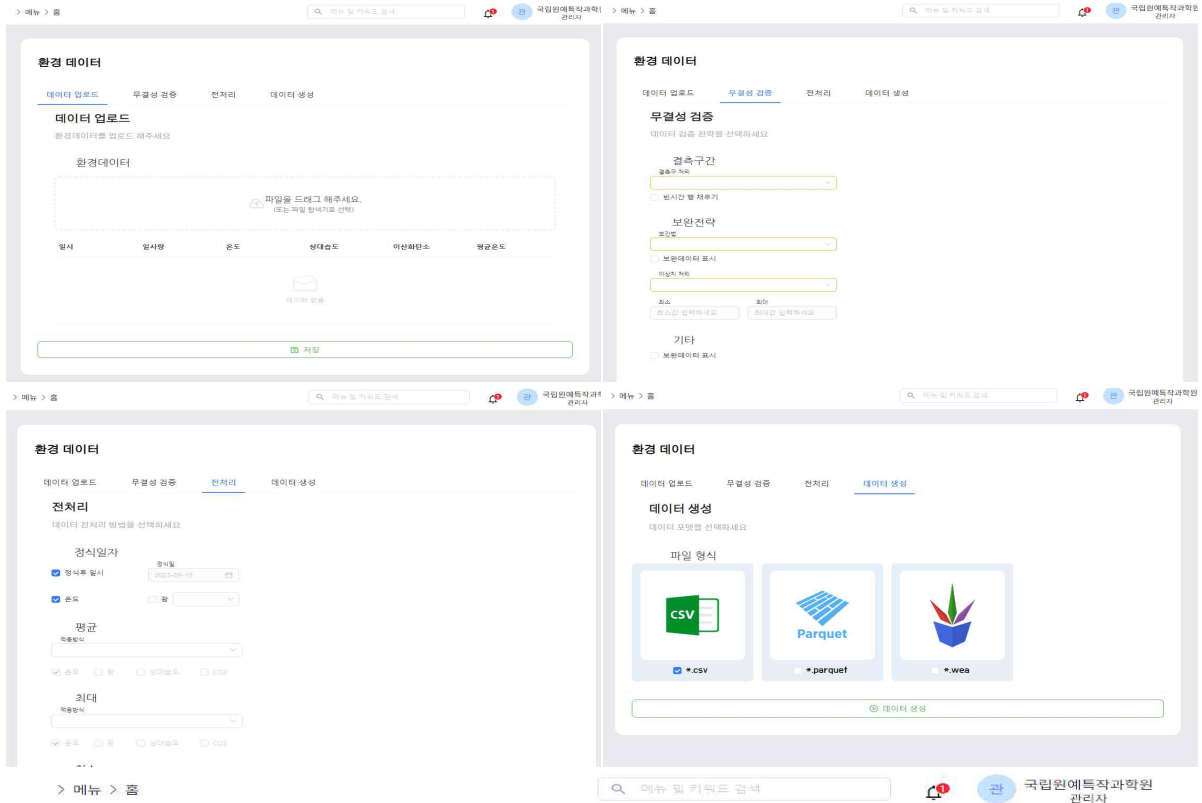 > 메뉴 > 홈
메뉴 및 키워드 검색
1
관
국립원예특작과학원
관리자
환경 데이터
데이터 업로드 무결성 검증 전처리 데이터 생성
데이터 업로드
환경데이터를 업로드 해주세요
환경데이터
파일을 드래그 해주세요.
(또는 파일 탐색기로 선택)
일시 일사량 온도 상대습도 이산화탄소 평균온도
데이터 없음
저장
> 메뉴 > 홈
메뉴 및 키워드 검색
1
관
국립원예특작과학원
관리자
환경 데이터
데이터 업로드 무결성 검증 전처리 데이터 생성
무결성 검증
데이터 검증 전략을 선택하세요
결측구간
결측구 처리
빈시간 행 채우기
보완전략
보간법
보완데이터 표시
이상치 처리
최소 최대
최소값 입력하세요 최대값 입력하세요
기타
보완데이터 표시
> 메뉴 > 홈
메뉴 및 키워드 검색
1
관
국립원예특작과학
관리자
환경 데이터
데이터 업로드 무결성 검증 전처리 데이터 생성
전처리
데이터 전처리 방법을 선택하세요
정식일자
정식일
정식후 일시 2023-09-15
온도 팜
평균
적용방식
온도 팜 상대습도 CO2
최대
적용방식
온도 팜 상대습도 CO2
> 메뉴 > 홈
메뉴 및 키워드 검색
1
관
국립원예특작과학원
관리자
환경 데이터
데이터 업로드 무결성 검증 전처리 데이터 생성
데이터 생성
데이터 포맷을 선택하세요
파일 형식
CSV
Parquet
*.csv *.parquet *.wea
데이터 생성
> 메뉴 > 홈
메뉴 및 키워드 검색
1
관
국립원예특작과학원
관리자